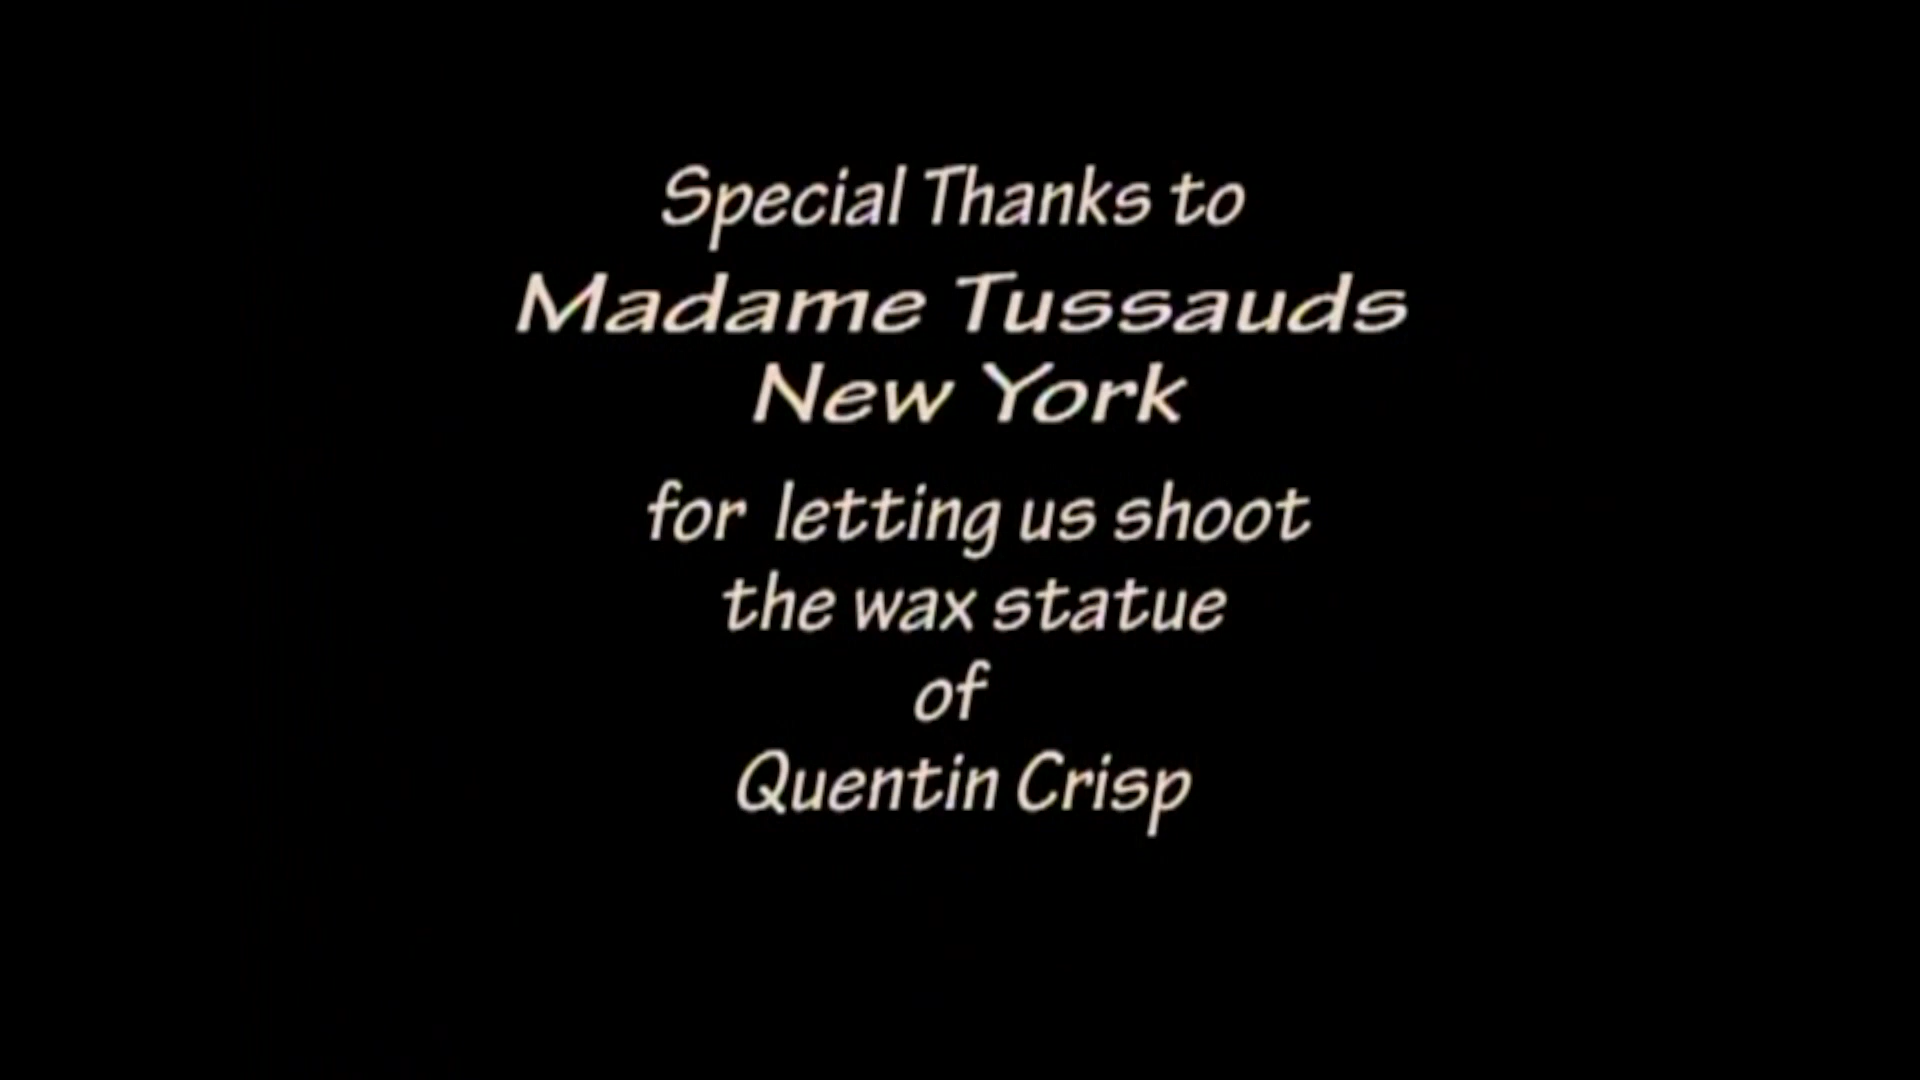 Special Thanks to
Madame Tussauds
New York
for letting us shoot
the wax statue
of
Quentin Crisp